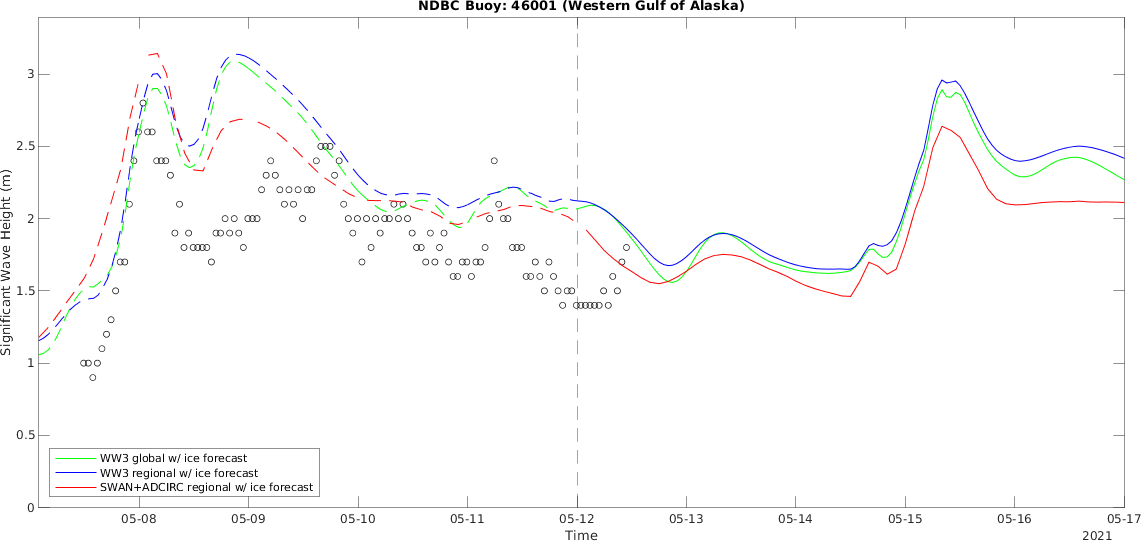 NDBC Buoy: 46001 (Western Gulf of Alaska)
Significant Wave Height (m)
3
2.5
2
1.5
1
0.5
0
WW3 global w/ ice forecast
WW3 regional w/ ice forecast
SWAN+ADCIRC regional w/ ice forecast
05-08 05-09 05-10 05-11 05-12 05-13 05-14 05-15 05-16 05-17
Time
2021